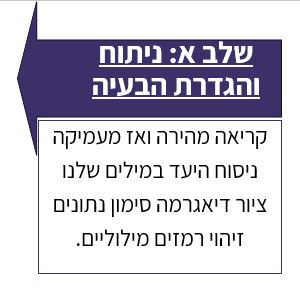 שלב א: ניתוח
והגדרת הבעיה
קריאה מהירה ואז מעמיקה
ניסוח היעד במילים שלנו
ציור דיאגרמה סימון נתונים
זיהוי רמזים מילוליים.